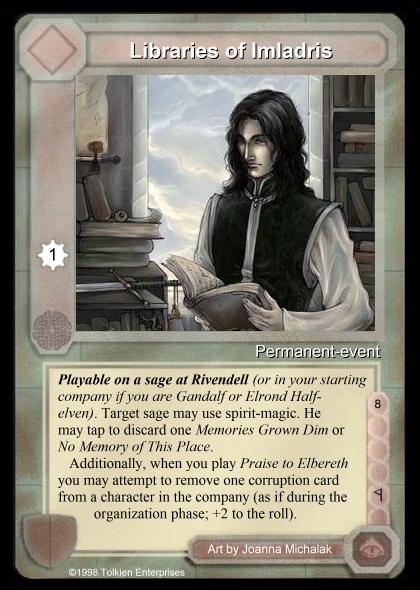 Libraries of Imladris
1
Permanent-event
Playable on a sage at Rivendell (or in your starting
company if you are Gandalf or Elrond Half-
elven). Target sage may use spirit-magic. He
may tap to discard one Memories Grown Dim or
No Memory of This Place.
Additionally, when you play Praise to Elbereth
you may attempt to remove one corruption card
from a character in the company (as if during the
organization phase; +2 to the roll).
8
Art by Joanna Michalak
©1998 Tolkien Enterprises